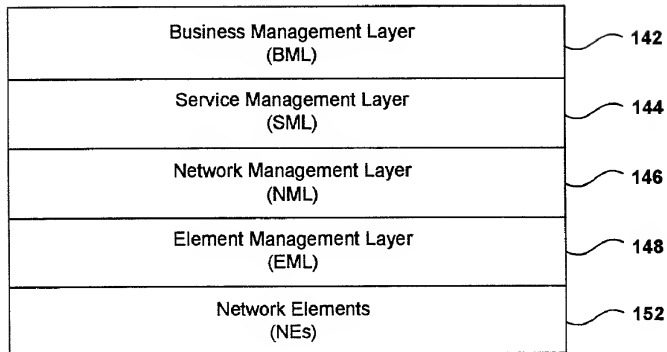 Business Management Layer
(BML)
142
Service Management Layer
(SML)
144
Network Management Layer
(NML)
146
Element Management Layer
(EML)
148
Network Elements
(NEs)
152